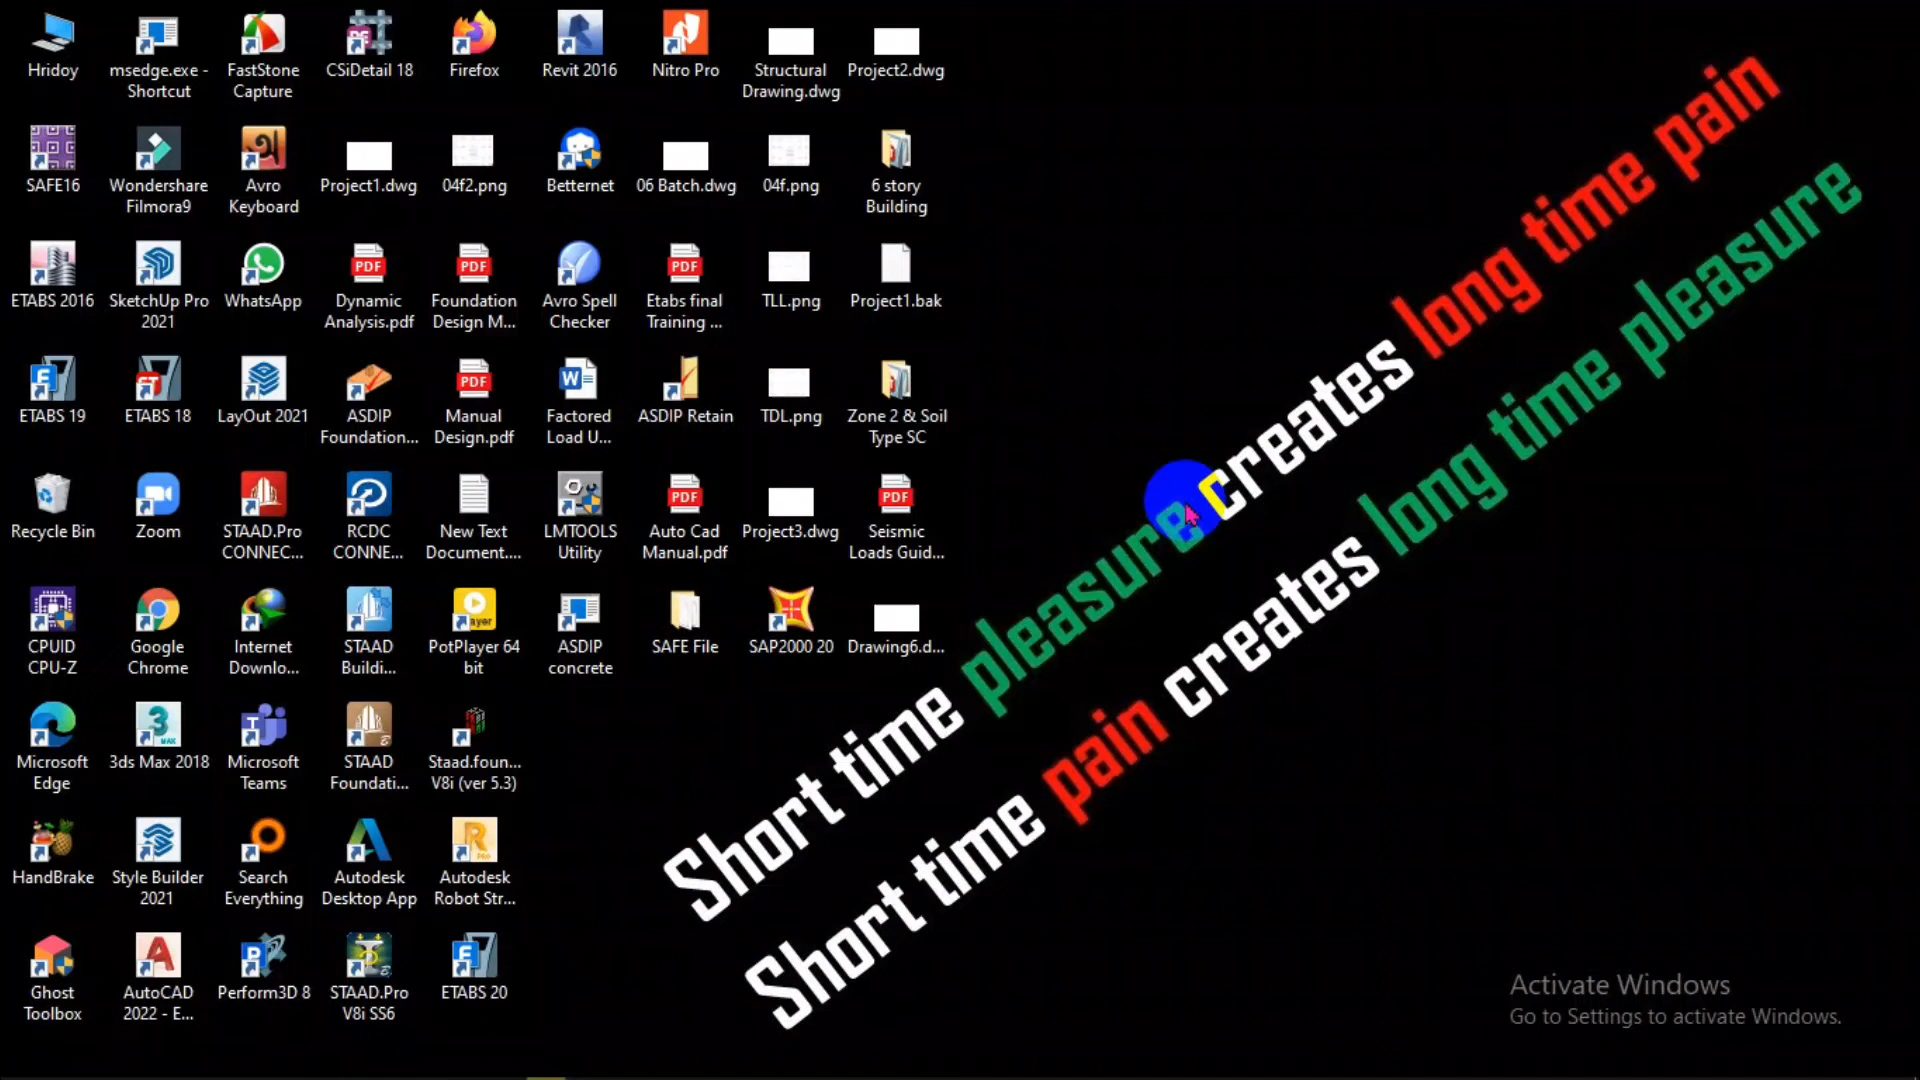 Hridoy
msedge.exe -
Shortcut
FastStone
Capture
CSiDetail 18
Firefox
Revit 2016
Nitro Pro
Structural
Drawing.dwg
Project2.dwg
SAFE16
Wondershare
Filmora9
Avro
Keyboard
Project1.dwg
04f2.png
Betternet
06 Batch.dwg
04f.png
6 story
Building
ETABS 2016
SketchUp Pro
2021
WhatsApp
PDF
Dynamic
Analysis.pdf
PDF
Foundation
Design M...
Avro Spell
Checker
PDF
Etabs final
Training ...
TLL.png
Project1.bak
ETABS 19
ETABS 18
LayOut 2021
ASDIP
Foundation...
PDF
Manual
Design.pdf
Factored
Load U...
ASDIP Retain
TDL.png
Zone 2 & Soil
Type SC
Recycle Bin
Zoom
STAAD.Pro
CONNEC...
RCDC
CONNE...
New Text
Document....
LMTOOLS
Utility
PDF
Auto Cad
Manual.pdf
Project3.dwg
PDF
Seismic
Loads Guid...
CPUID
CPU-Z
Google
Chrome
Internet
Downlo...
STAAD
Buildi...
PotPlayer 64
bit
ASDIP
concrete
SAFE File
SAP2000 20
Drawing6.d...
Microsoft
Edge
3ds Max 2018
Microsoft
Teams
STAAD
Foundati...
Staad.foun...
V8i (ver 5.3)
HandBrake
Style Builder
2021
Search
Everything
Autodesk
Desktop App
Autodesk
Robot Str...
Ghost
Toolbox
AutoCAD
2022 - E...
Perform3D 8
STAAD.Pro
V8i SS6
ETABS 20
Short time pleasure creates long time pain
Short time pain creates long time pleasure
Activate Windows
Go to Settings to activate Windows.